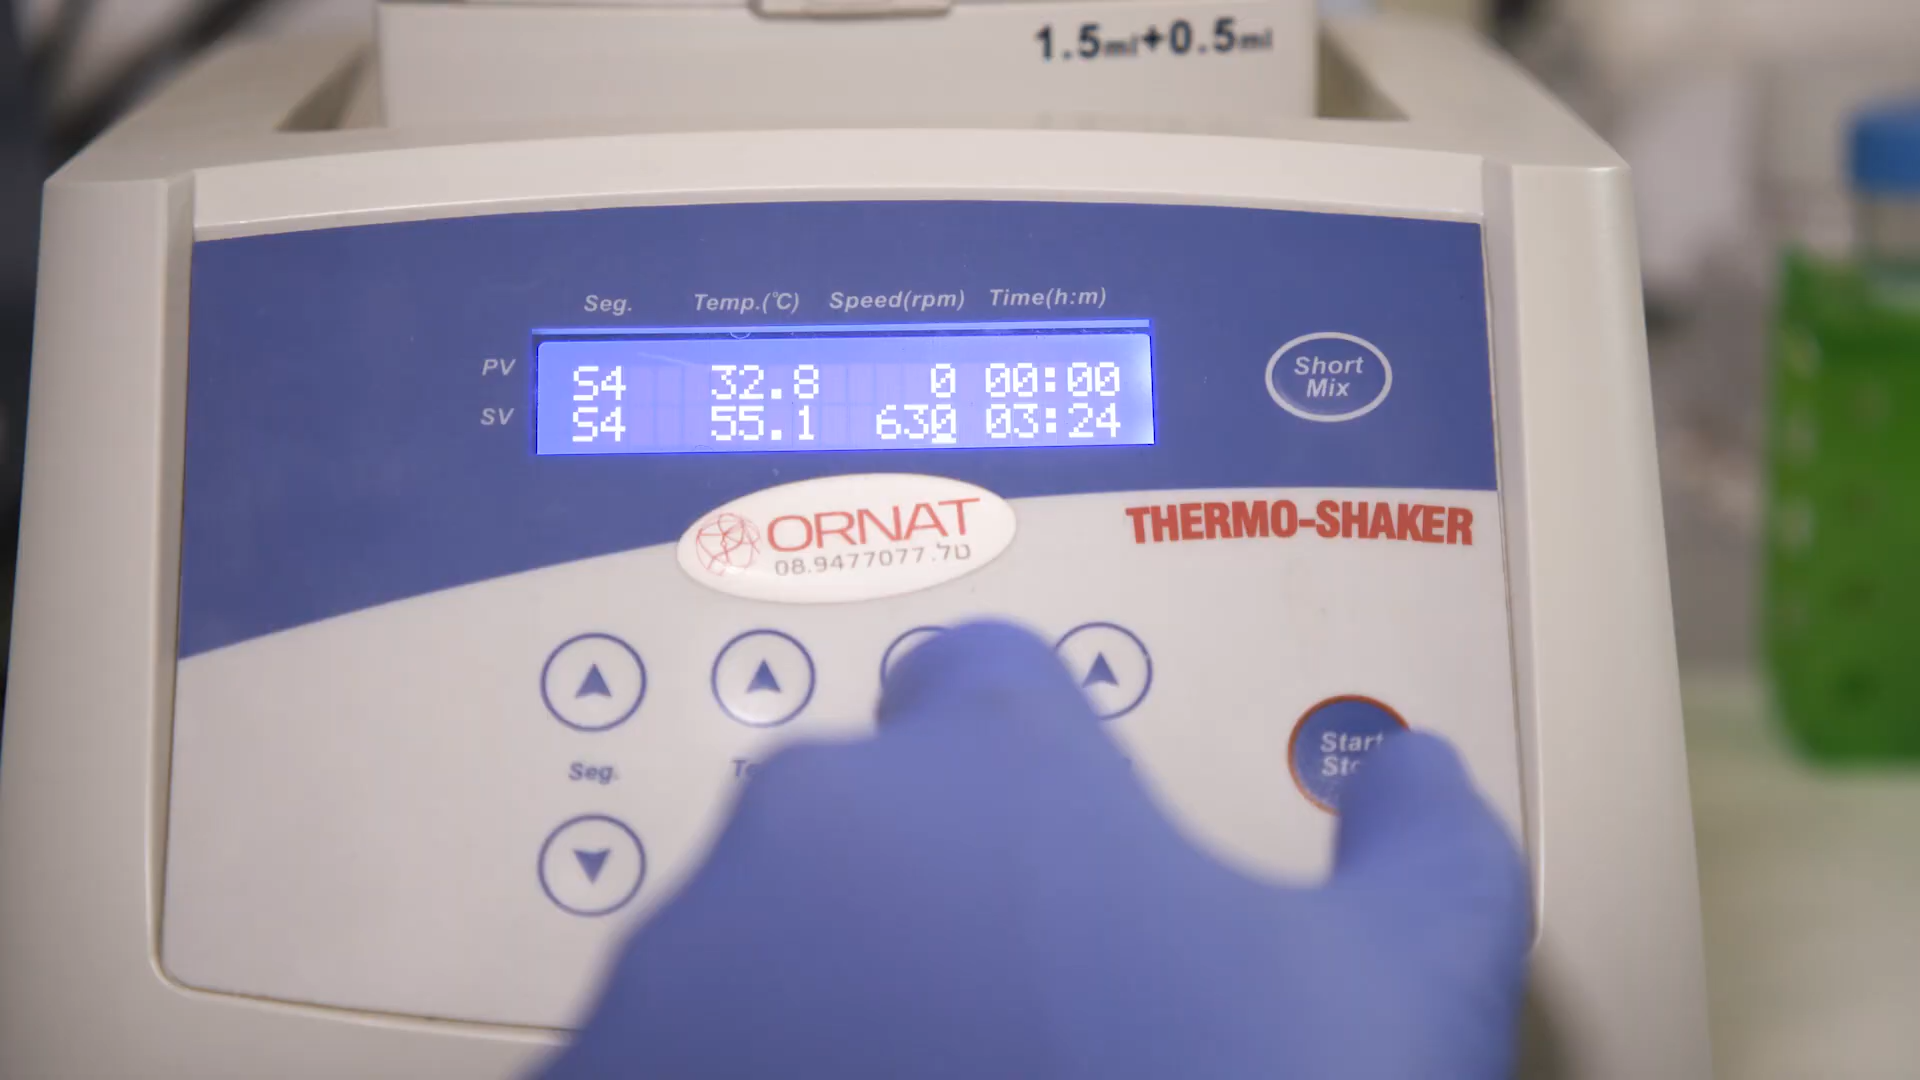 1.5ml+0.5ml
Seg. Temp.(℃) Speed(rpm) Time(h:m)
PV S4 32.8 0 00:00
SV S4 55.1 630 03:24
Short
Mix
ORNAT
08.9477077.טל
THERMO-SHAKER
Start
Seg.